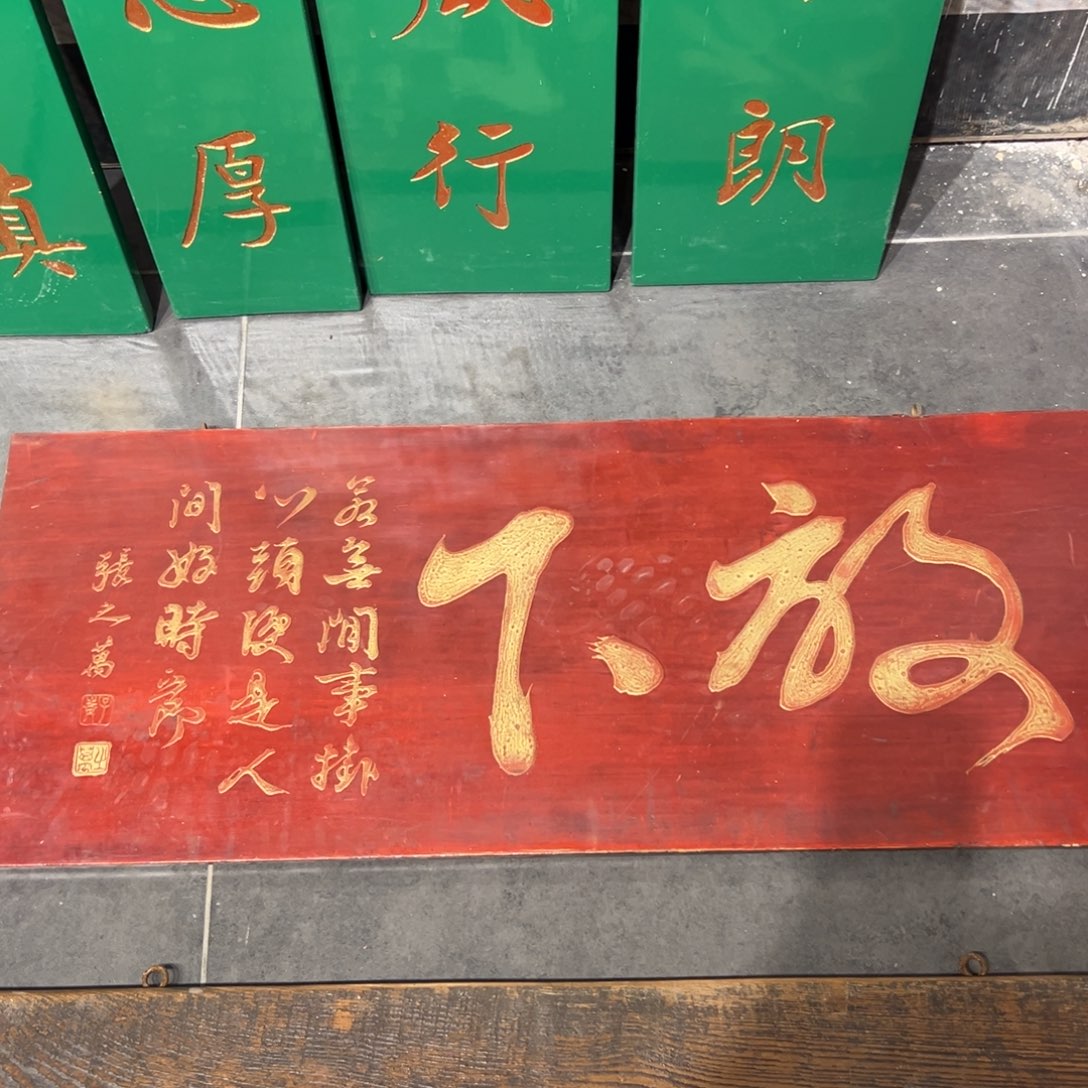 朗
行
厚
放下
若無閒事掛
心頭便是人
間好時節
張之萬